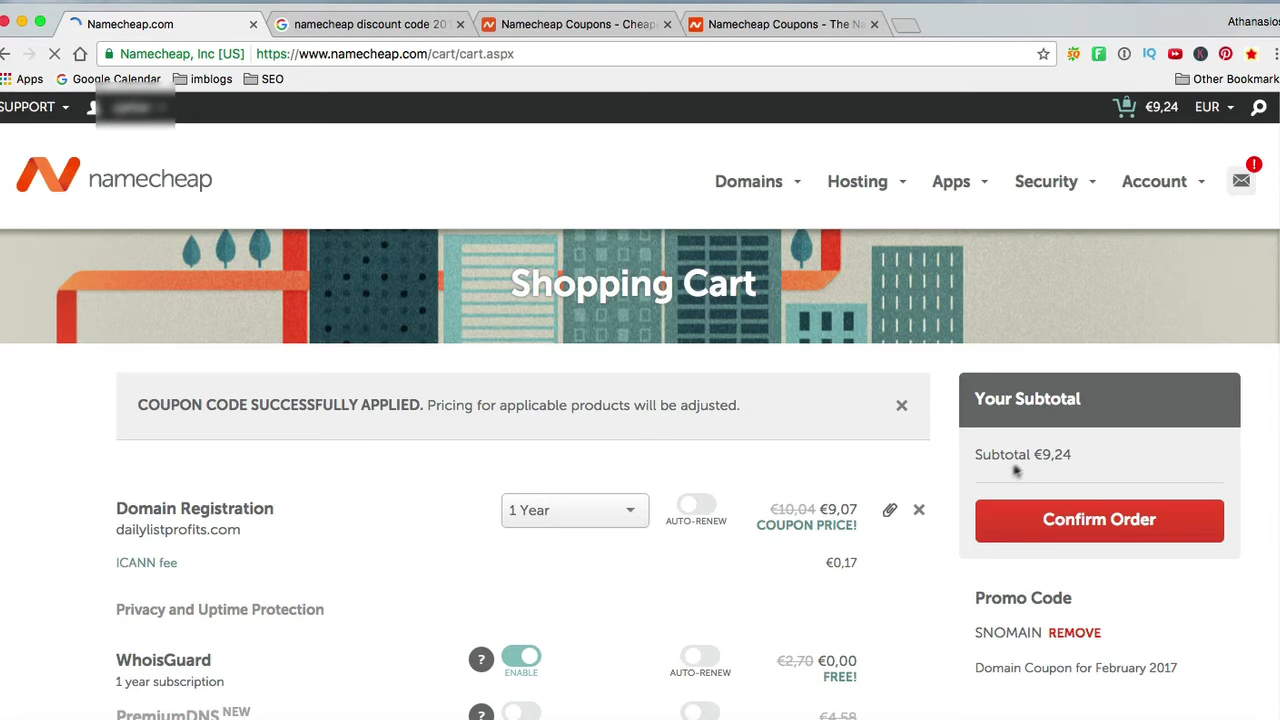 Namecheap.com
namecheap discount code 201
Namecheap Coupons - Cheap
Namecheap Coupons - The Na
Athanasio
Namecheap, Inc [US] https://www.namecheap.com/cart/cart.aspx
Apps Google Calendar imblogs SEO Other Bookmark
SUPPORT €9,24 EUR
namecheap Domains Hosting Apps Security Account !
Shopping Cart
COUPON CODE SUCCESSFULLY APPLIED. Pricing for applicable products will be adjusted.
Your Subtotal
Subtotal €9,24
Confirm Order
Domain Registration 1 Year AUTO-RENEW €10,04 €9,07
dailylistprofits.com COUPON PRICE!
ICANN fee €0,17
Privacy and Uptime Protection
Promo Code
SNOMAIN REMOVE
Domain Coupon for February 2017
WhoisGuard ? ENABLE AUTO-RENEW €2,70 €0,00
1 year subscription FREE!
PremiumDNS NEW ? €4,58